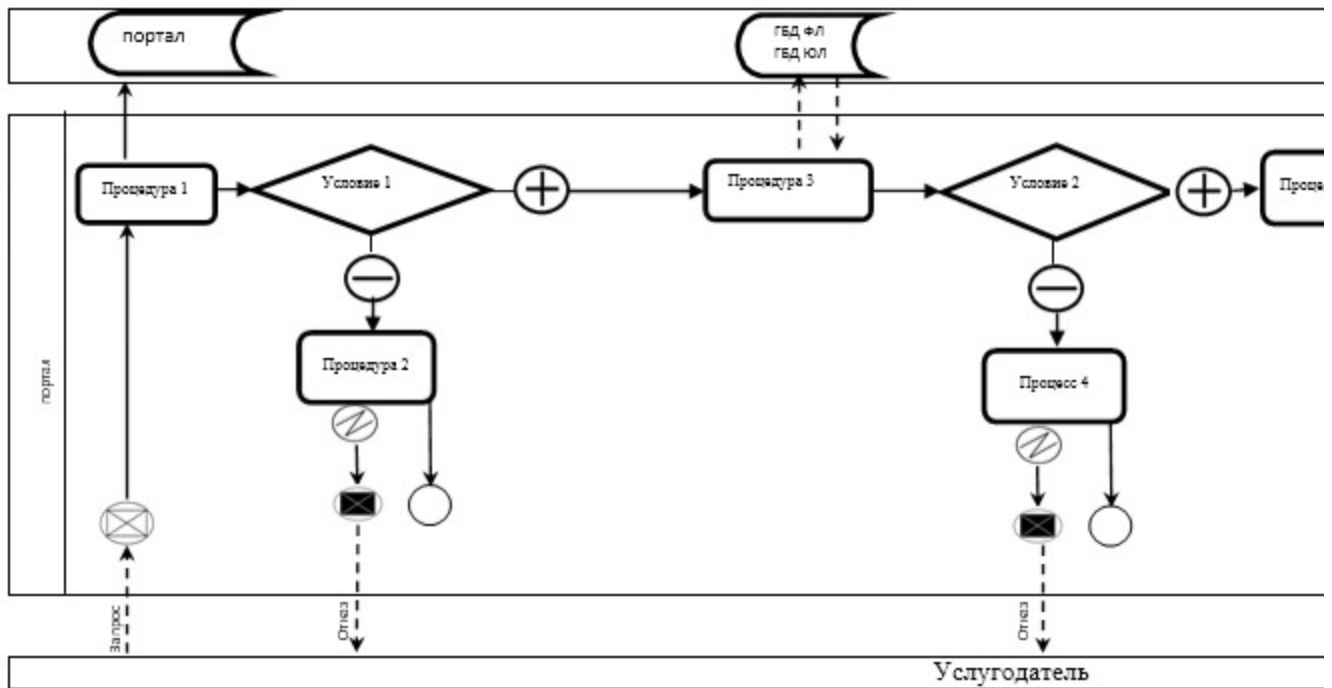 портал
ГБД ФЛ
ГБД ЮЛ
Процедура 1
Условие 1
Процедура 3
Условие 2
Процедура 2
Процесс 4
портал
Запрос
Отказ
Отказ
Услугодатель